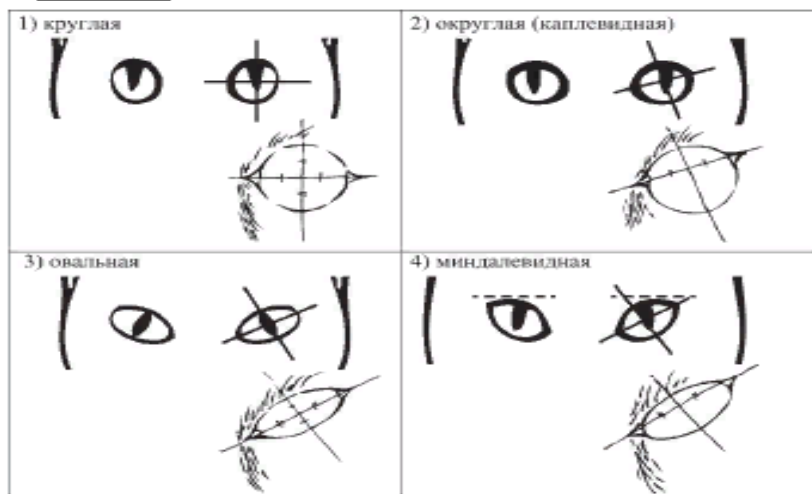 1) круглая
2) округлая (каплевидная)
3) овальная
4) миндалевидная